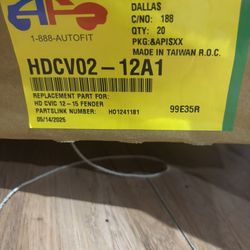 DALLAS
C/NO: 188
QTY: 20
PKG:&APISXX
MADE IN TAIWAN R.O.C.
1-888-AUTOFIT
HDCV02-12A1
REPLACEMENT PART FOR:
HD CVIC 12-15 FENDER
PARTSLINK NUMBER: HO1241181
99E35R
05/14/2025